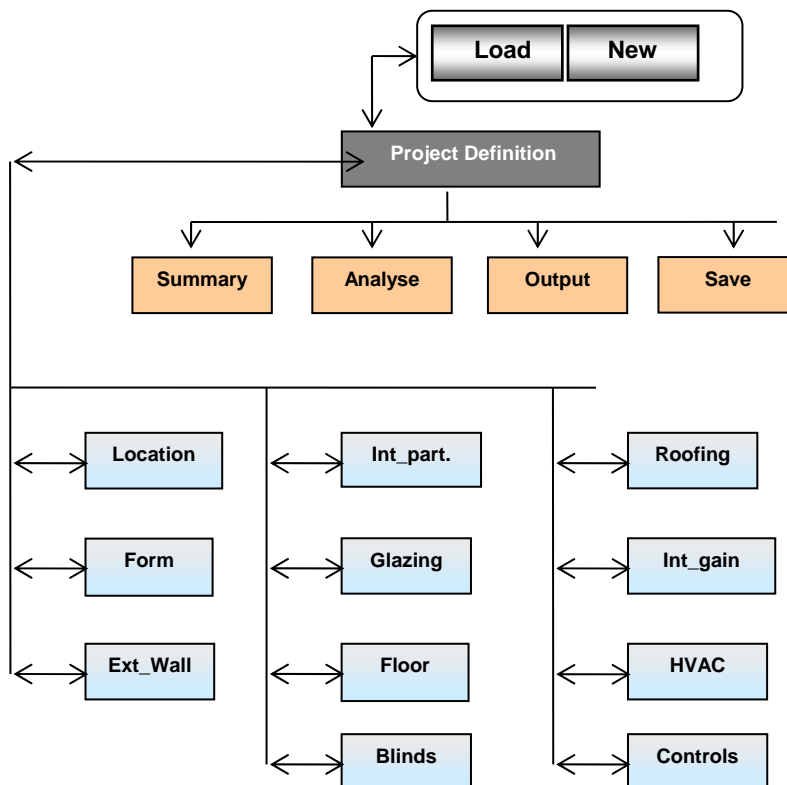 Load New
Project Definition
Summary Analyse Output Save
Location Int_part. Roofing
Form Glazing Int_gain
Ext_Wall Floor HVAC
Blinds Controls